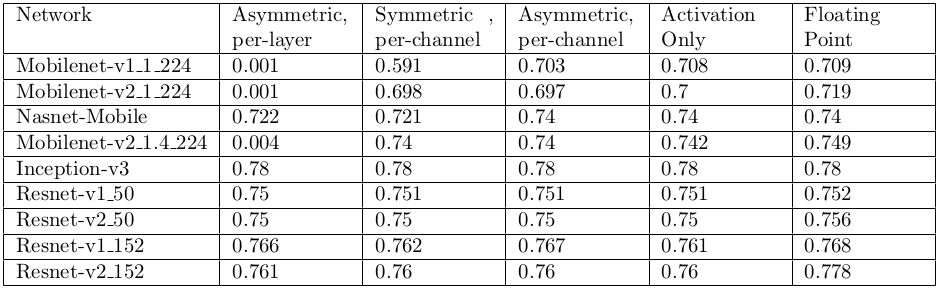 Network Asymmetric, Symmetric , Asymmetric, Activation Floating
per-layer per-channel per-channel Only Point
Mobilenet-v1_1_224 0.001 0.591 0.703 0.708 0.709
Mobilenet-v2_1_224 0.001 0.698 0.697 0.7 0.719
Nasnet-Mobile 0.722 0.721 0.74 0.74 0.74
Mobilenet-v2_1.4_224 0.004 0.74 0.74 0.742 0.749
Inception-v3 0.78 0.78 0.78 0.78 0.78
Resnet-v1_50 0.75 0.751 0.751 0.751 0.752
Resnet-v2_50 0.75 0.75 0.75 0.75 0.756
Resnet-v1_152 0.766 0.762 0.767 0.761 0.768
Resnet-v2_152 0.761 0.76 0.76 0.76 0.778